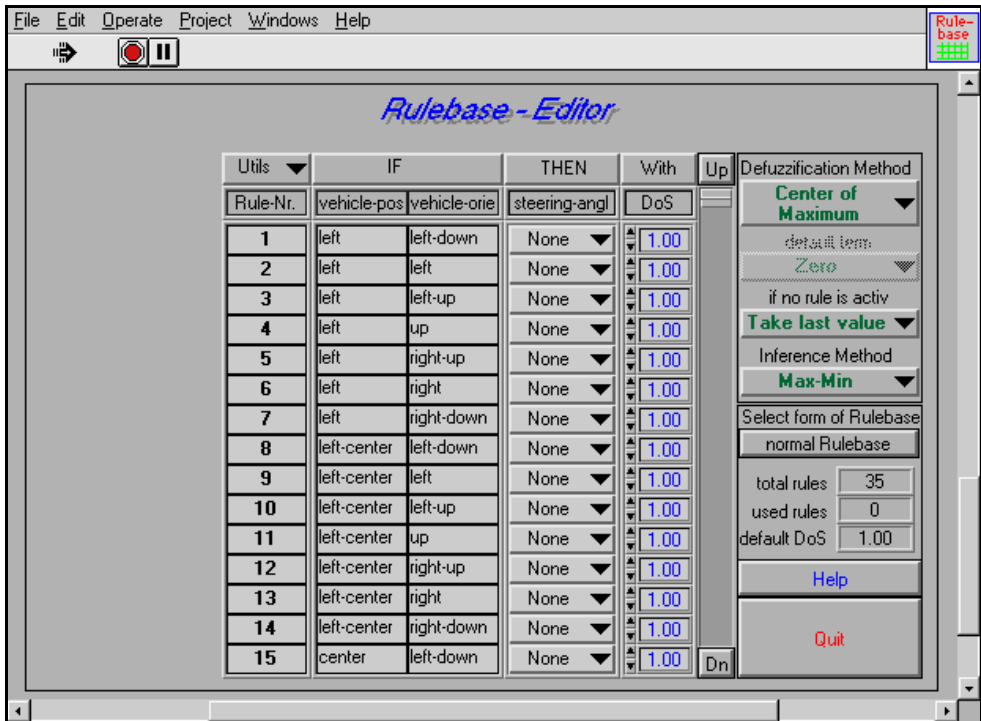 File Edit Operate Project Windows Help
Rule-
base
Rulebase - Editor
Utils IF THEN With Up
Rule-Nr. vehicle-pos vehicle-orie steering-angl DoS
1 left left-down None 1.00
2 left left None 1.00
3 left left-up None 1.00
4 left up None 1.00
5 left right-up None 1.00
6 left right None 1.00
7 left right-down None 1.00
8 left-center left-down None 1.00
9 left-center left None 1.00
10 left-center left-up None 1.00
11 left-center up None 1.00
12 left-center right-up None 1.00
13 left-center right None 1.00
14 left-center right-down None 1.00
15 center left-down None 1.00
Dn
Defuzzification Method
Center of
Maximum
default term
Zero
if no rule is activ
Take last value
Inference Method
Max-Min
Select form of Rulebase
normal Rulebase
total rules 35
used rules 0
default DoS 1.00
Help
Quit